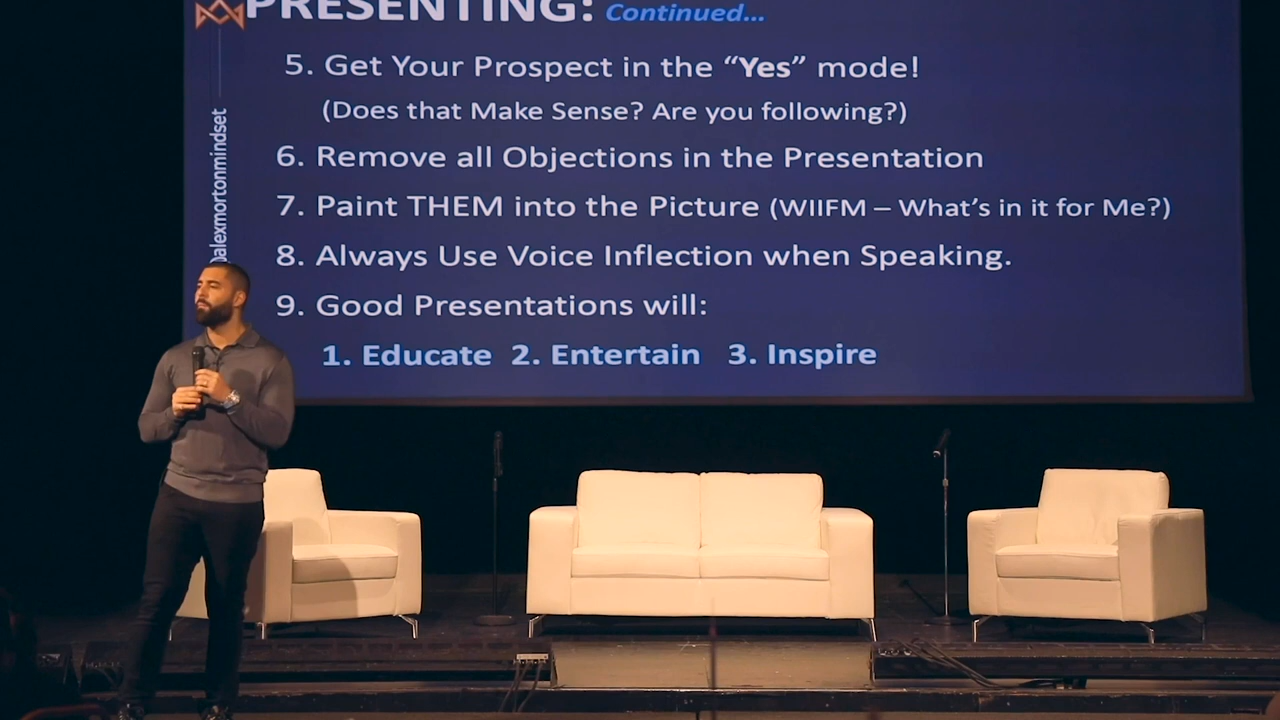 PRESENTING: Continued...
5. Get Your Prospect in the “Yes” mode!
(Does that Make Sense? Are you following?)
6. Remove all Objections in the Presentation
7. Paint THEM into the Picture (WIIFM – What’s in it for Me?)
8. Always Use Voice Inflection when Speaking.
9. Good Presentations will:
1. Educate 2. Entertain 3. Inspire
@alexmortonmindset